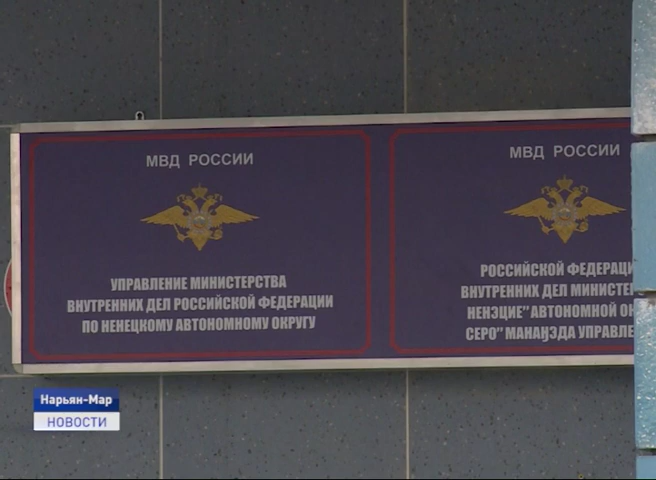 МВД РОССИИ
УПРАВЛЕНИЕ МИНИСТЕРСТВА
ВНУТРЕННИХ ДЕЛ РОССИЙСКОЙ ФЕДЕРАЦИИ
ПО НЕНЕЦКОМУ АВТОНОМНОМУ ОКРУГУ
МВД РОССИИ
РОССИЙСКОЙ ФЕДЕРАЦИ
ВНУТРЕННИХ ДЕЛ МИНИСТЕ
НЕНЭЦИЕ” АВТОНОМНОЙ ОК
СЕРО” МАНАӇЗДА УПРАВЛЕ
Нарьян-Мар
НОВОСТИ